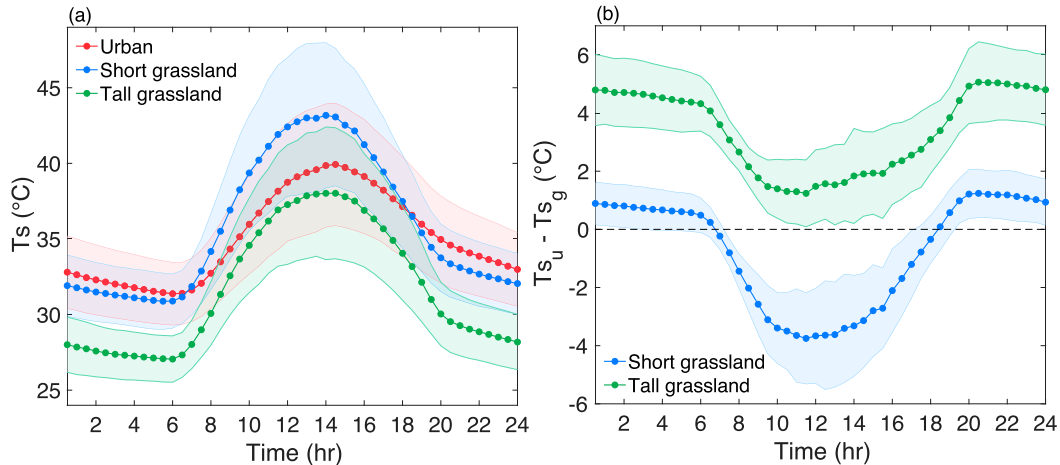 (a)
Urban
Short grassland
Tall grassland
Ts (°C)
45
40
35
30
25
2 4 6 8 10 12 14 16 18 20 22 24
Time (hr)
(b)
Ts_u - Ts_g (°C)
6
4
2
0
-2
-4
-6
Short grassland
Tall grassland
2 4 6 8 10 12 14 16 18 20 22 24
Time (hr)